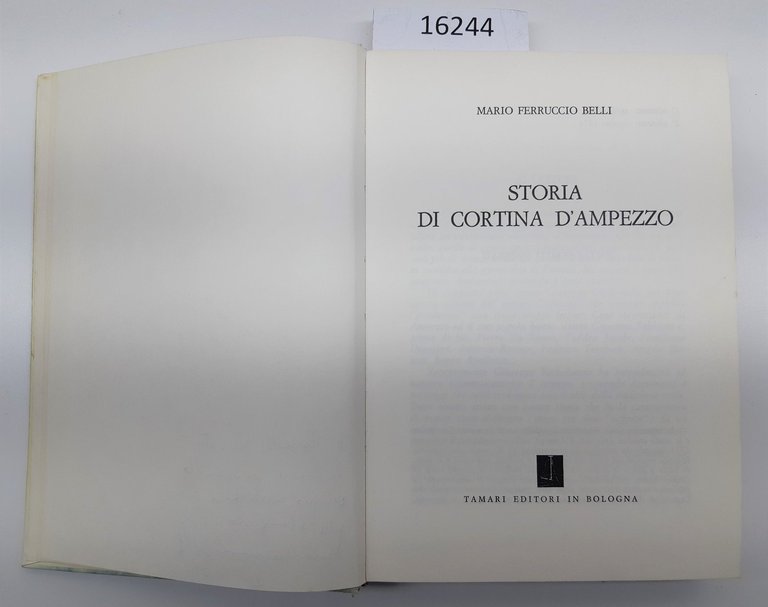 16244
MARIO FERRUCCIO BELLI
STORIA
DI CORTINA D'AMPEZZO
TAMARI EDITORI IN BOLOGNA